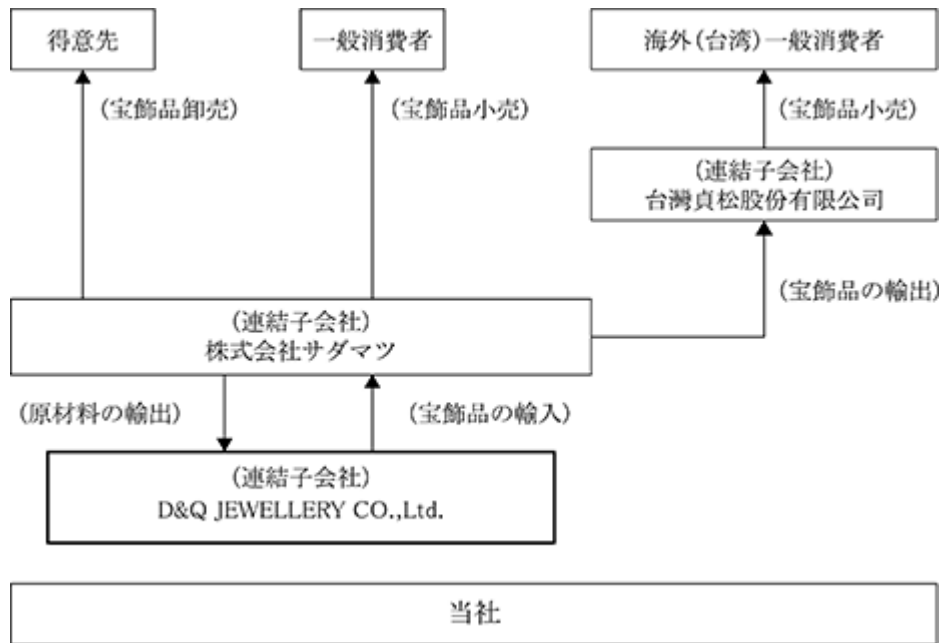 得意先
一般消費者
海外(台湾)一般消費者
(宝飾品卸売)
(宝飾品小売)
(宝飾品小売)
(連結子会社)
台灣貞松股份有限公司
(宝飾品の輸出)
(連結子会社)
株式会社サダマツ
(原材料の輸出)
(宝飾品の輸入)
(連結子会社)
D&Q JEWELLERY CO.,Ltd.
当社